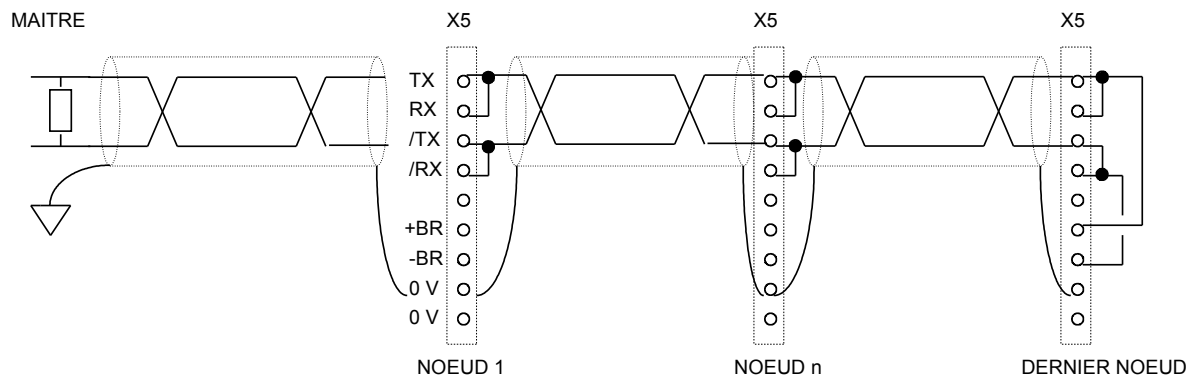 MAITRE
X5
X5
X5
TX
RX
/TX
/RX
+BR
-BR
0 V
0 V
NOEUD 1
NOEUD n
DERNIER NOEUD